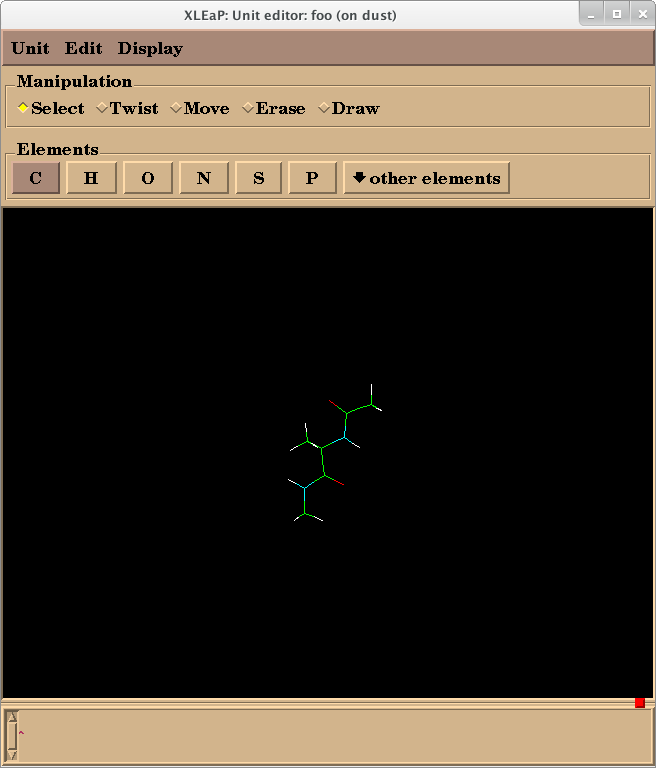 XLEaP: Unit editor: foo (on dust)
Unit Edit Display
Manipulation
Select Twist Move Erase Draw
Elements
C H O N S P other elements